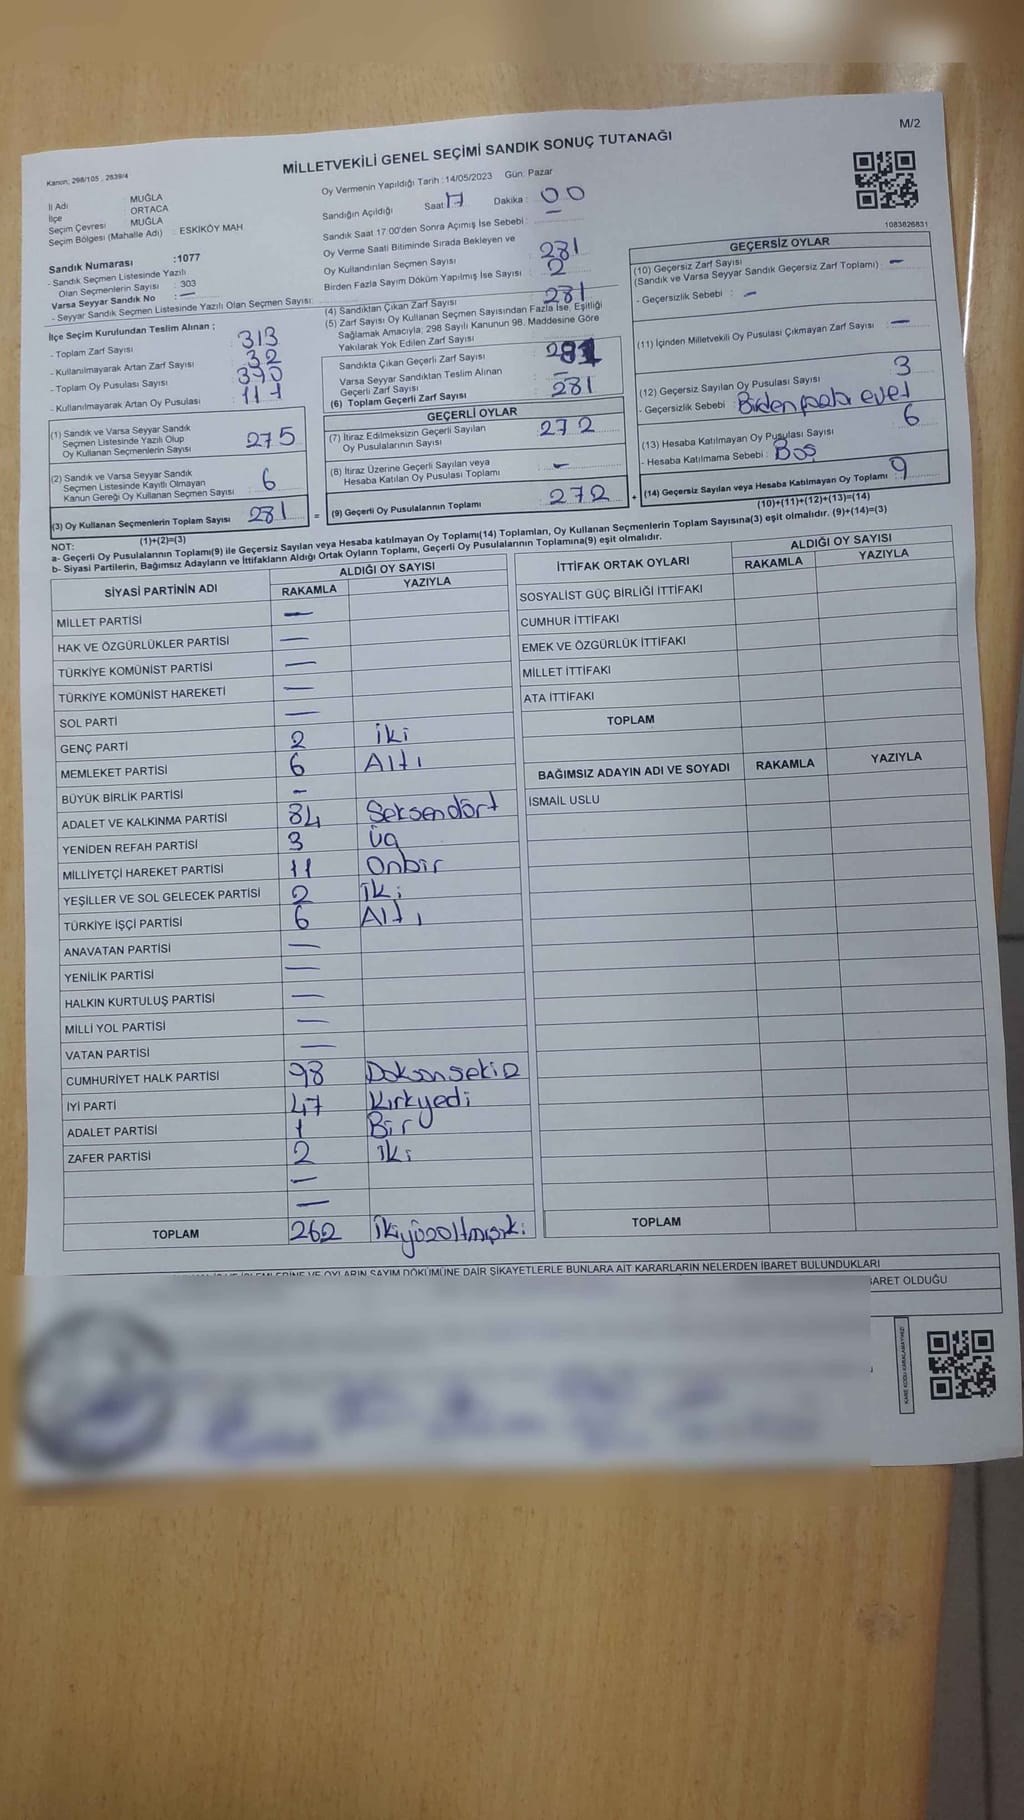 M/2
MİLLETVEKİLİ GENEL SEÇİMİ SANDIK SONUÇ TUTANAĞI
Kanon, 298/105 , 2839/4
İl Adı : MUĞLA
İlçe : ORTACA
Seçim Çevresi : MUĞLA
Seçim Bölgesi (Mahalle Adı) : ESKİKÖY MAH
Sandık Numarası :1077
- Sandık Seçmen Listesinde Yazılı
Olan Seçmenlerin Sayısı : 303
Varsa Seyyar Sandık No : —
- Seyyar Sandık Seçmen Listesinde Yazılı Olan Seçmen Sayısı:
Oy Vermenin Yapıldığı Tarih :14/05/2023 Gün: Pazar
Sandığın Açıldığı Saat 17 Dakika : 00
Sandık Saat 17:00'den Sonra Açımış İse Sebebi : —
Oy Verme Saati Bitiminde Sırada Bekleyen ve
Oy Kullandırılan Seçmen Sayısı : 281
Birden Fazla Sayım Döküm Yapılmış İse Sayısı : 2
(4) Sandıktan Çıkan Zarf Sayısı 281
(5) Zarf Sayısı Oy Kullanan Seçmen Sayısından Fazla İse, Eşitliği
Sağlamak Amacıyla; 298 Sayılı Kanunun 98. Maddesine Göre
Yakılarak Yok Edilen Zarf Sayısı
Sandıkta Çıkan Geçerli Zarf Sayısı 281
Varsa Seyyar Sandıktan Teslim Alınan
Geçerli Zarf Sayısı —
(6) Toplam Geçerli Zarf Sayısı 281
1083826831
GEÇERSİZ OYLAR
(10) Geçersiz Zarf Sayısı
(Sandık ve Varsa Seyyar Sandık Geçersiz Zarf Toplamı) —
- Geçersizlik Sebebi : —
(11) İçinden Milletvekili Oy Pusulası Çıkmayan Zarf Sayısı —
(12) Geçersiz Sayılan Oy Pusulası Sayısı 3
- Geçersizlik Sebebi : Birden fazla evet
(13) Hesaba Katılmayan Oy Pusulası Sayısı 6
- Hesaba Katılmama Sebebi : Boş
(14) Geçersiz Sayılan veya Hesaba Katılmayan Oy Toplamı 9
(10)+(11)+(12)+(13)=(14)
İlçe Seçim Kurulundan Teslim Alınan ;
- Toplam Zarf Sayısı 313
- Kullanılmayarak Artan Zarf Sayısı 32
- Toplam Oy Pusulası Sayısı 390
- Kullanılmayarak Artan Oy Pusulası
(1) Sandık ve Varsa Seyyar Sandık
Seçmen Listesinde Yazılı Olup
Oy Kullanan Seçmenlerin Sayısı 275
(2) Sandık ve Varsa Seyyar Sandık
Seçmen Listesinde Kayıtlı Olmayan
Kanun Gereği Oy Kullanan Seçmen Sayısı 6
(3) Oy Kullanan Seçmenlerin Toplam Sayısı 281
(1)+(2)=(3)
GEÇERLİ OYLAR
(7) İtiraz Edilmeksizin Geçerli Sayılan
Oy Pusulalarının Sayısı 272
(8) İtiraz Üzerine Geçerli Sayılan veya
Hesaba Katılan Oy Pusulası Toplamı —
(9) Geçerli Oy Pusulalarının Toplamı 272
NOT:
a- Geçerli Oy Pusulalarının Toplamı(9) ile Geçersiz Sayılan veya Hesaba katılmayan Oy Toplamı(14) Toplamları, Oy Kullanan Seçmenlerin Toplam Sayısına(3) eşit olmalıdır. (9)+(14)=(3)
b- Siyasi Partilerin, Bağımsız Adayların ve İttifakların Aldığı Ortak Oyların Toplamı, Geçerli Oy Pusulalarının Toplamına(9) eşit olmalıdır.
SİYASİ PARTİNİN ADI ALDIĞI OY SAYISI
RAKAMLA YAZIYLA
MİLLET PARTİSİ —
HAK VE ÖZGÜRLÜKLER PARTİSİ —
TÜRKİYE KOMÜNİST PARTİSİ —
TÜRKİYE KOMÜNİST HAREKETİ —
SOL PARTİ —
GENÇ PARTİ 2 İki
MEMLEKET PARTİSİ 6 Altı
BÜYÜK BİRLİK PARTİSİ —
ADALET VE KALKINMA PARTİSİ 84 Seksendört
YENİDEN REFAH PARTİSİ 3 Üç
MİLLİYETÇİ HAREKET PARTİSİ 11 Onbir
YEŞİLLER VE SOL GELECEK PARTİSİ 2 İki
TÜRKİYE İŞÇİ PARTİSİ 6 Altı
ANAVATAN PARTİSİ —
YENİLİK PARTİSİ —
HALKIN KURTULUŞ PARTİSİ —
MİLLİ YOL PARTİSİ —
VATAN PARTİSİ —
CUMHURİYET HALK PARTİSİ 98 Doksansekiz
İYİ PARTİ 47 Kırkyedi
ADALET PARTİSİ 1 Bir
ZAFER PARTİSİ 2 İki
—
—
TOPLAM 262 İkiyüzaltmışiki
İTTİFAK ORTAK OYLARI ALDIĞI OY SAYISI
RAKAMLA YAZIYLA
SOSYALİST GÜÇ BİRLİĞİ İTTİFAKI
CUMHUR İTTİFAKI
EMEK VE ÖZGÜRLÜK İTTİFAKI
MİLLET İTTİFAKI
ATA İTTİFAKI
TOPLAM
BAĞIMSIZ ADAYIN ADI VE SOYADI RAKAMLA YAZIYLA
İSMAİL USLU
TOPLAM
VE OYLARIN SAYIM DÖKÜMÜNE DAİR ŞİKAYETLERLE BUNLARA AİT KARARLARIN NELERDEN İBARET BULUNDUKLARI
İBARET OLDUĞU